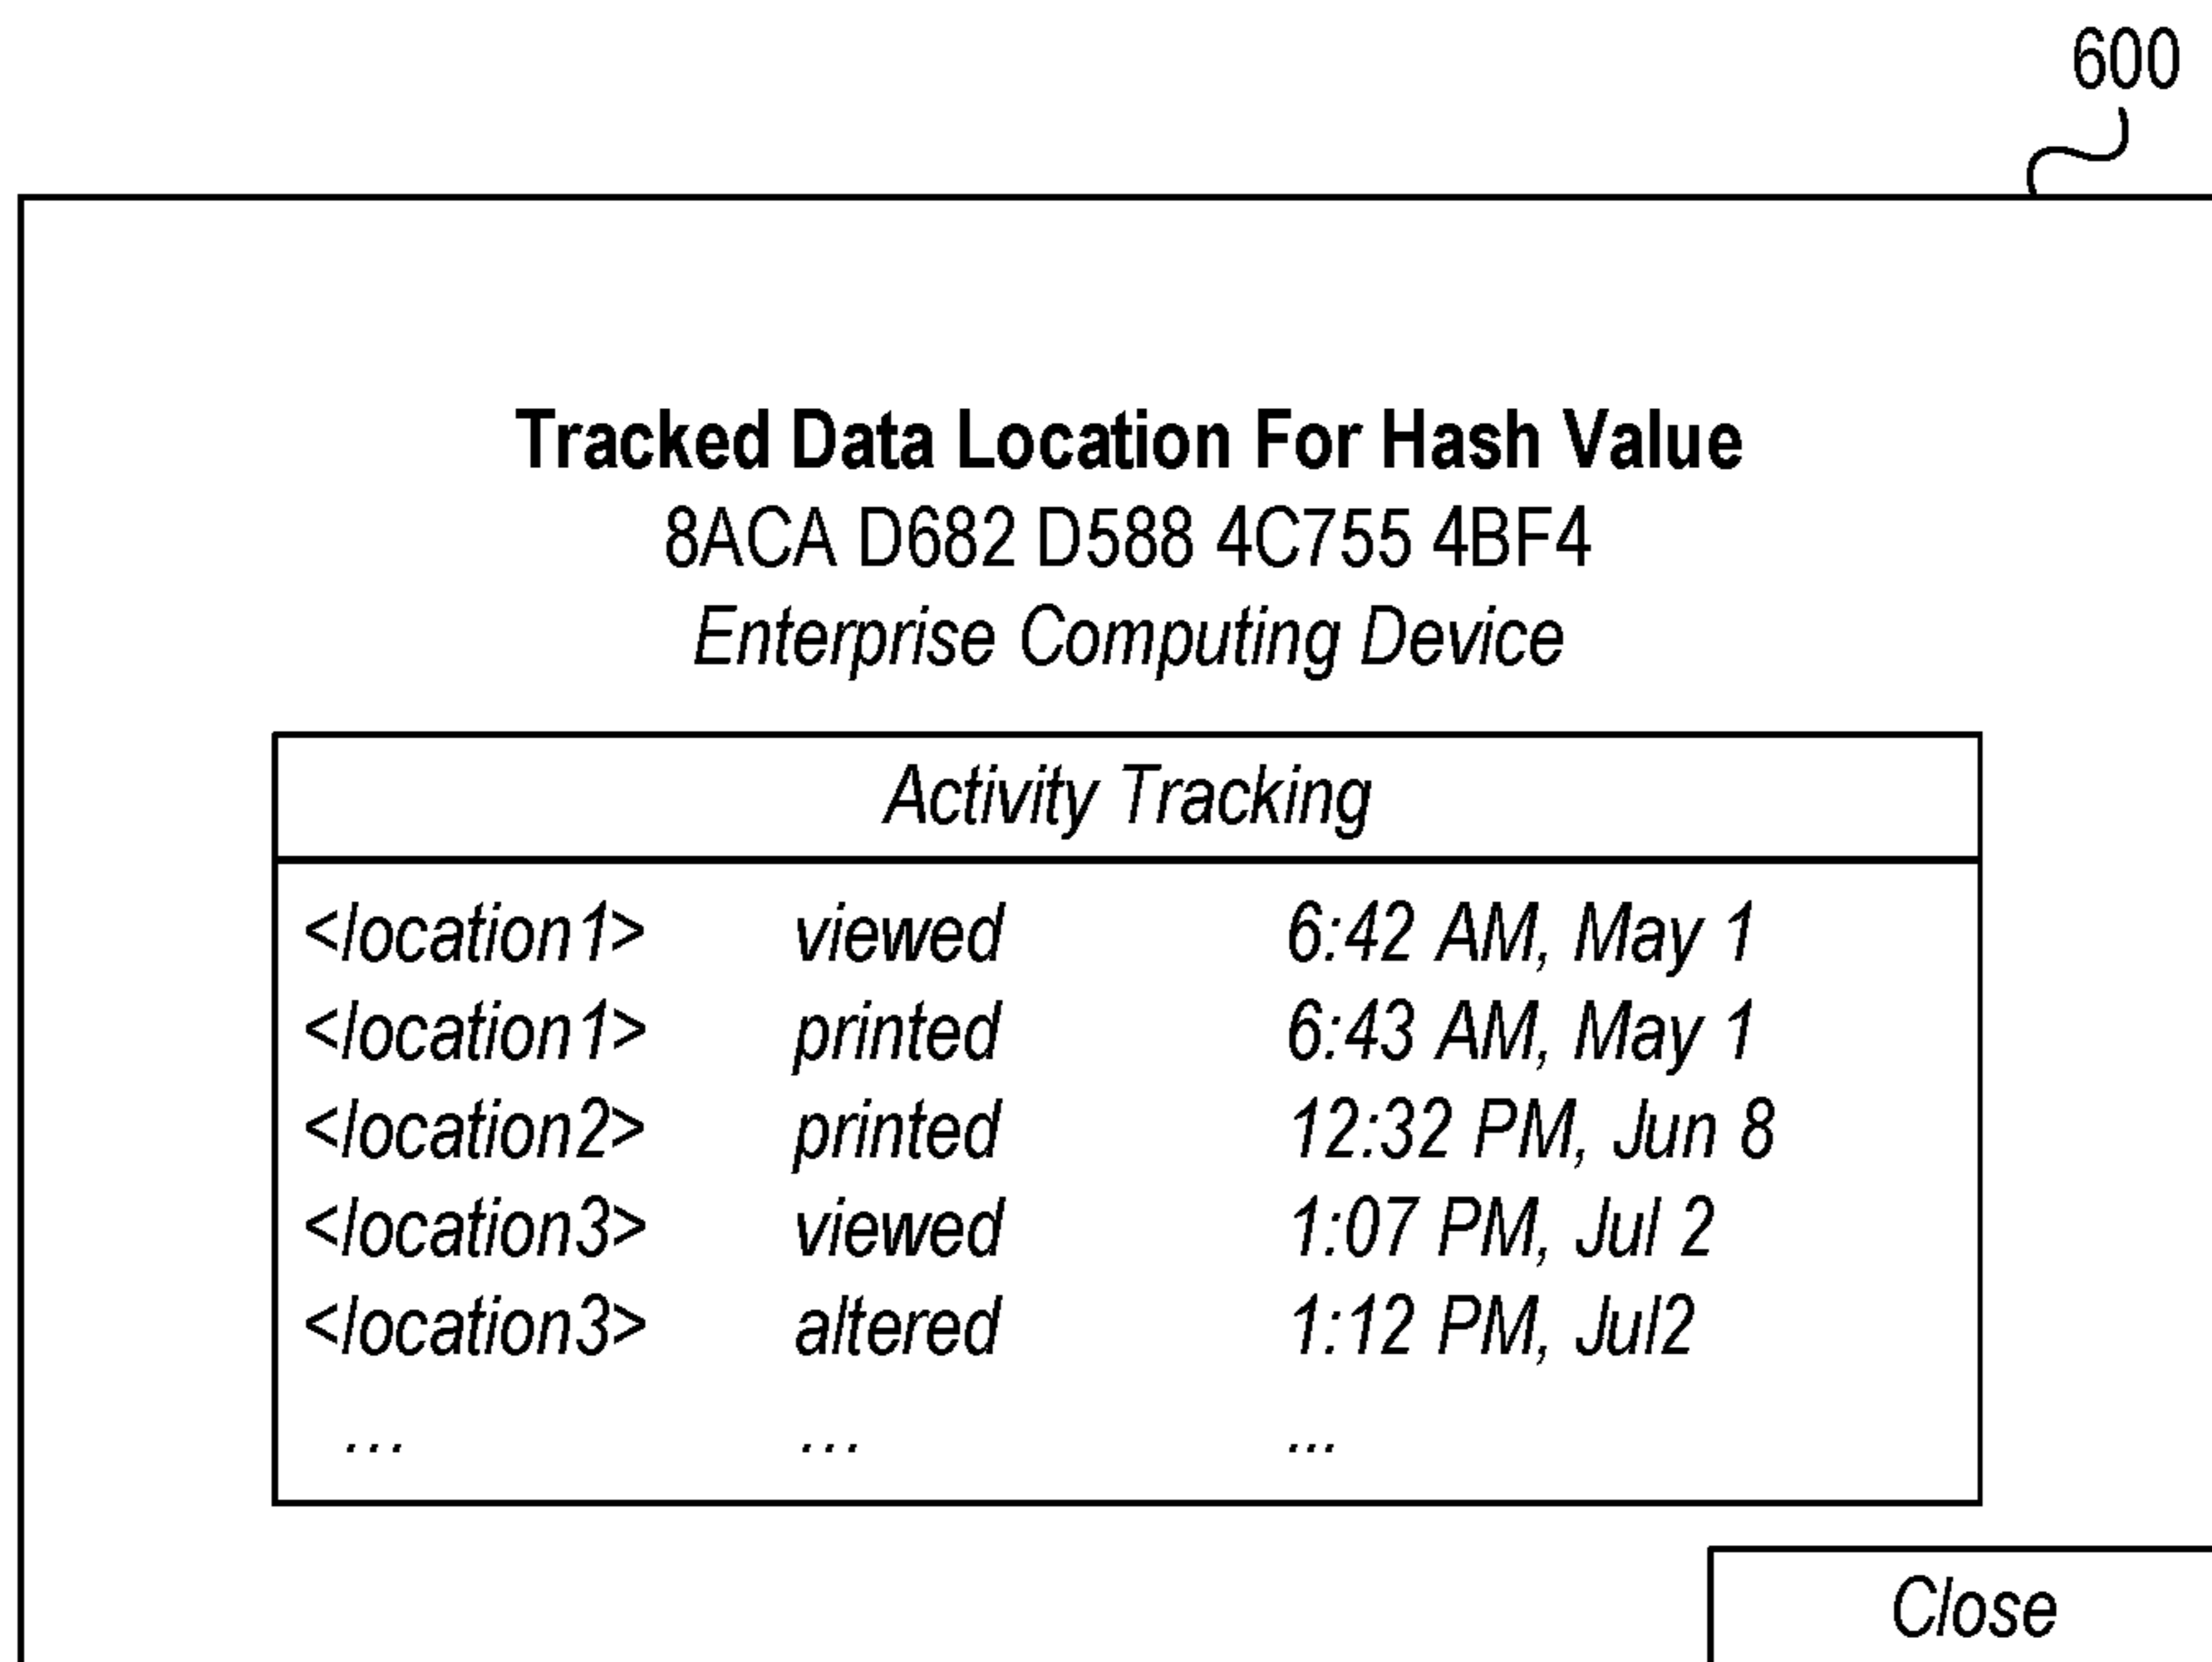 600
Tracked Data Location For Hash Value
8ACA D682 D588 4C755 4BF4
Enterprise Computing Device
Activity Tracking
<location1> viewed 6:42 AM, May 1
<location1> printed 6:43 AM, May 1
<location2> printed 12:32 PM, Jun 8
<location3> viewed 1:07 PM, Jul 2
<location3> altered 1:12 PM, Jul2
... ... ...
Close